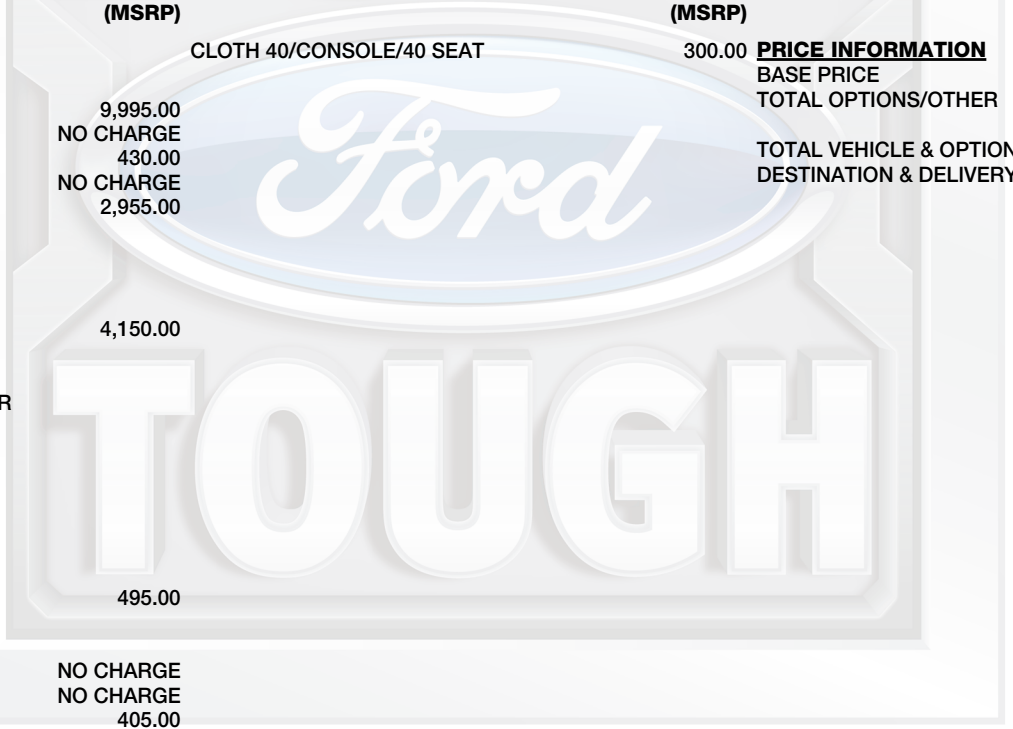 (MSRP) (MSRP)
CLOTH 40/CONSOLE/40 SEAT 300.00 PRICE INFORMATION
BASE PRICE
9,995.00 TOTAL OPTIONS/OTHER
NO CHARGE
430.00 TOTAL VEHICLE & OPTION
NO CHARGE DESTINATION & DELIVERY
2,955.00
4,150.00
R
495.00
NO CHARGE
NO CHARGE
405.00
Ford
TOUGH